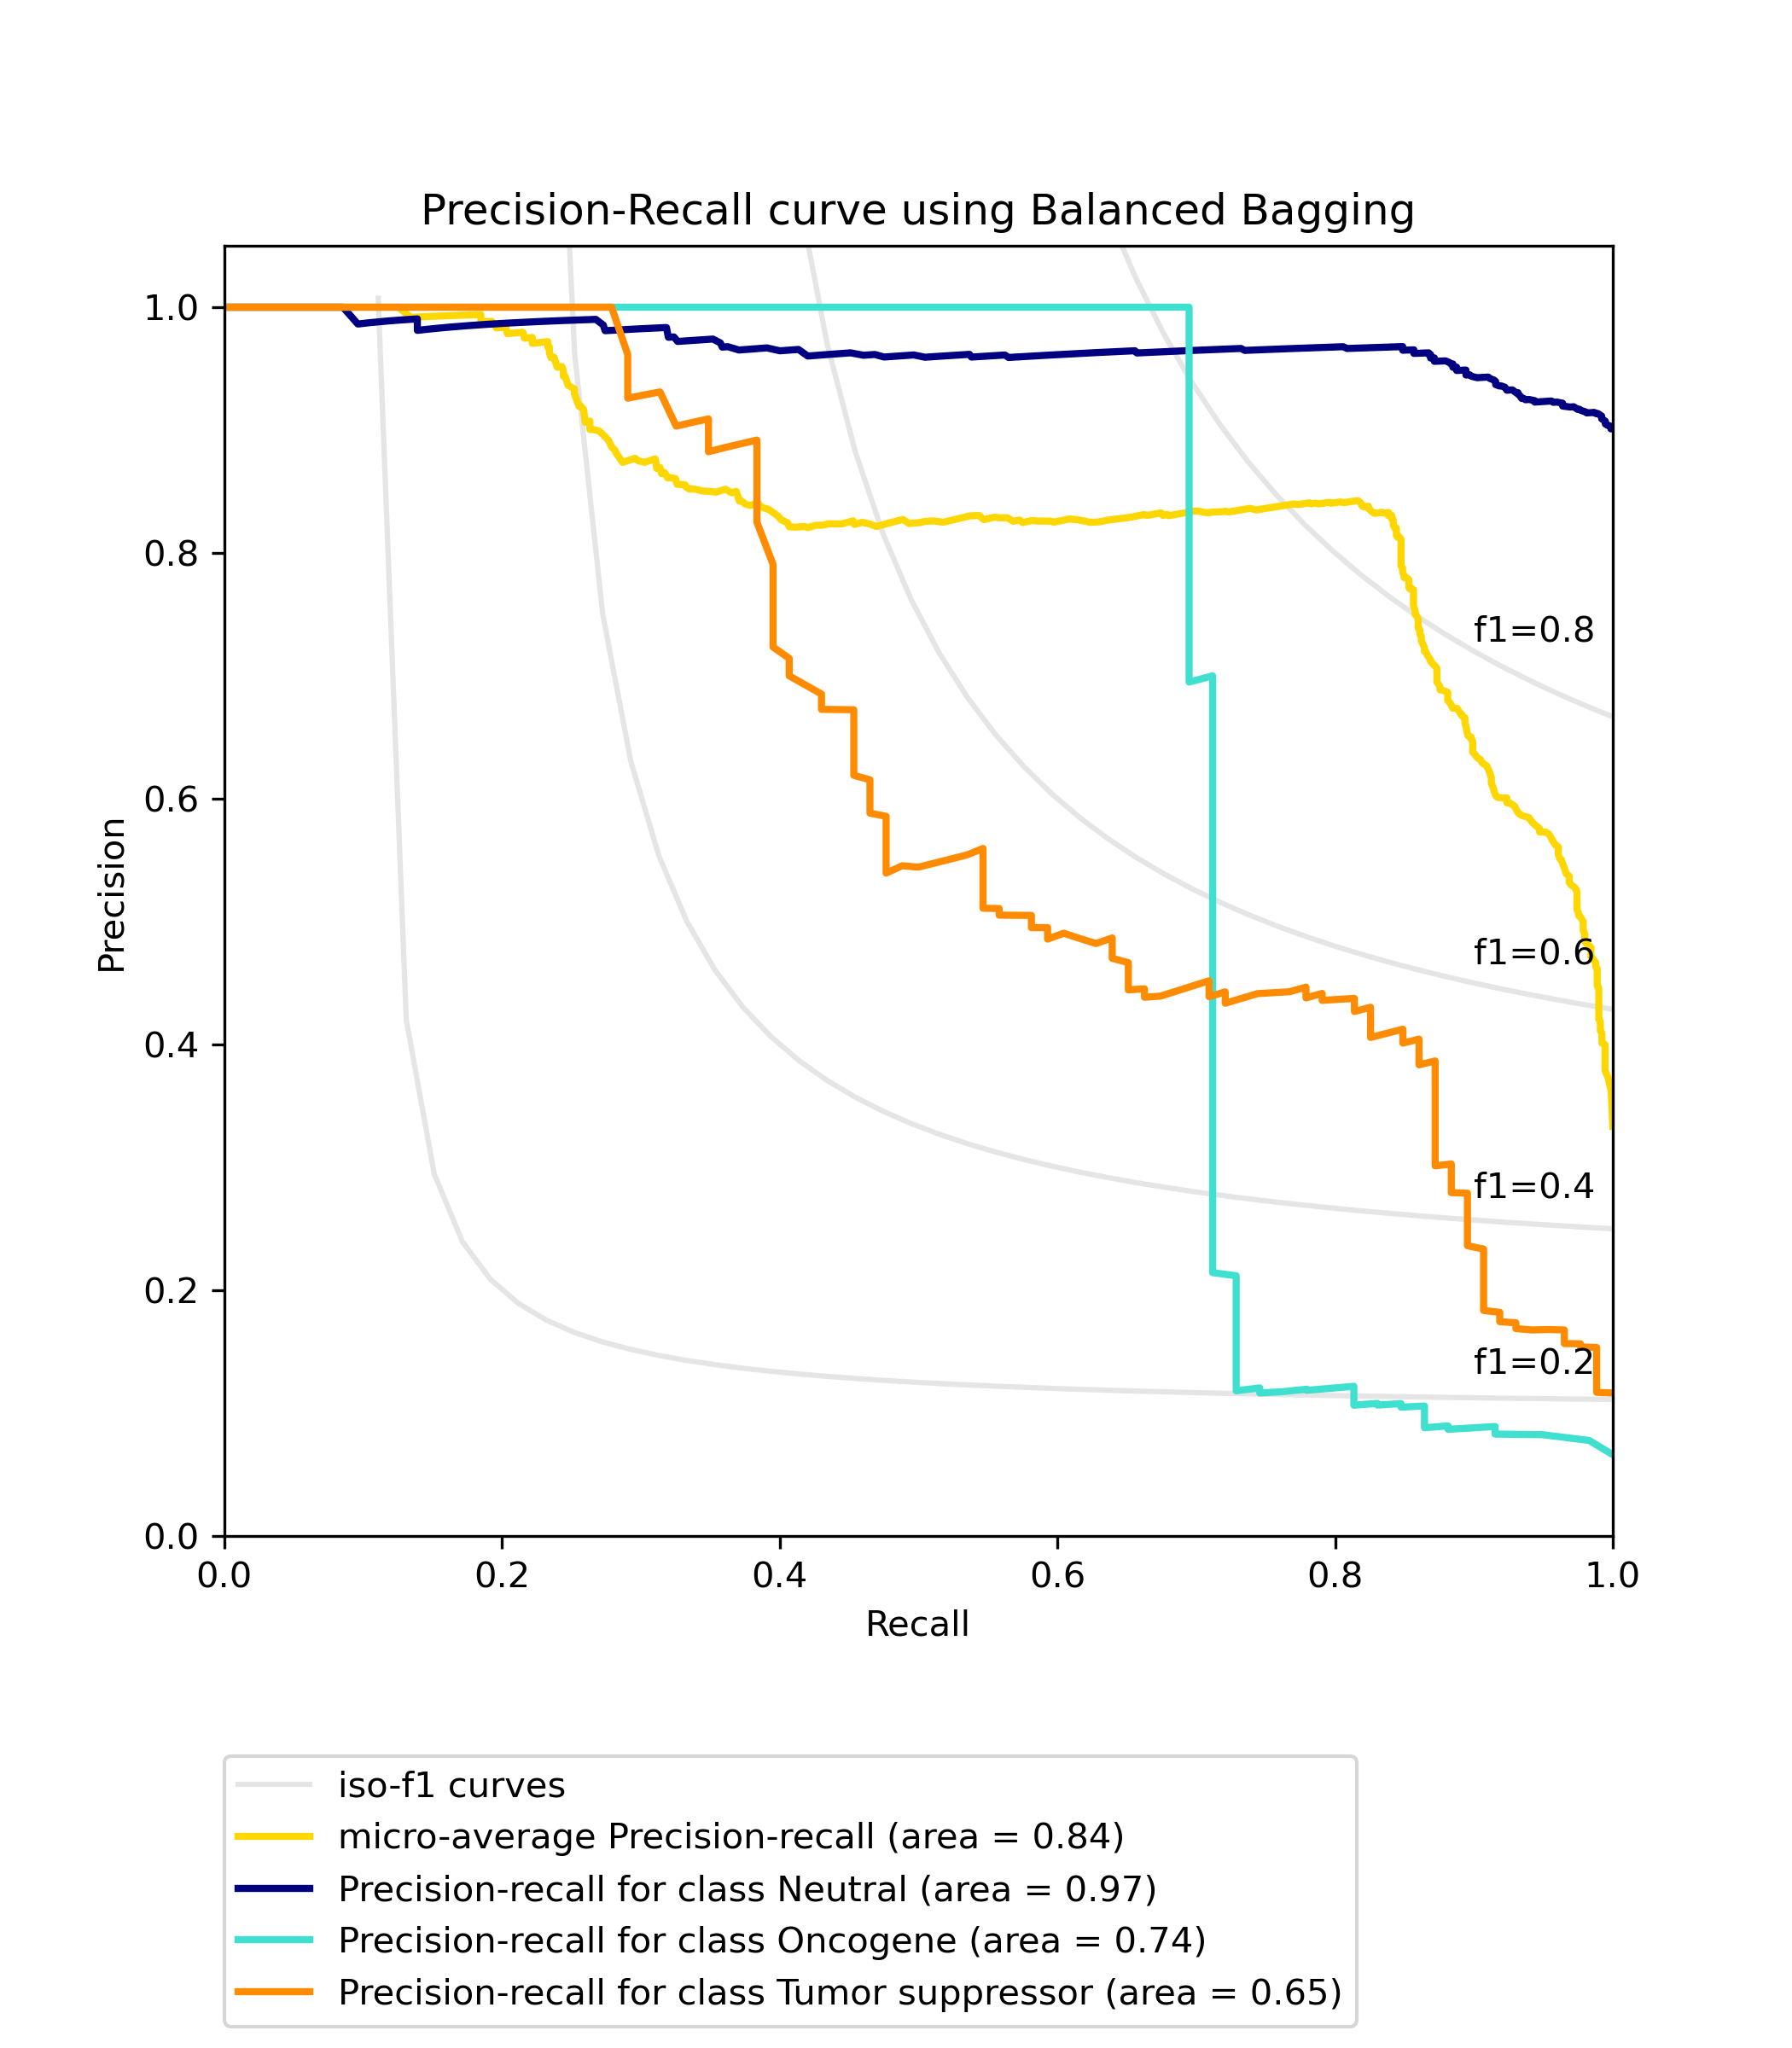 Precision-Recall curve using Balanced Bagging
1.0
0.8
0.6
0.4
0.2
0.0
Precision
f1=0.8
f1=0.6
f1=0.4
f1=0.2
0.0 0.2 0.4 0.6 0.8 1.0
Recall
iso-f1 curves
micro-average Precision-recall (area = 0.84)
Precision-recall for class Neutral (area = 0.97)
Precision-recall for class Oncogene (area = 0.74)
Precision-recall for class Tumor suppressor (area = 0.65)